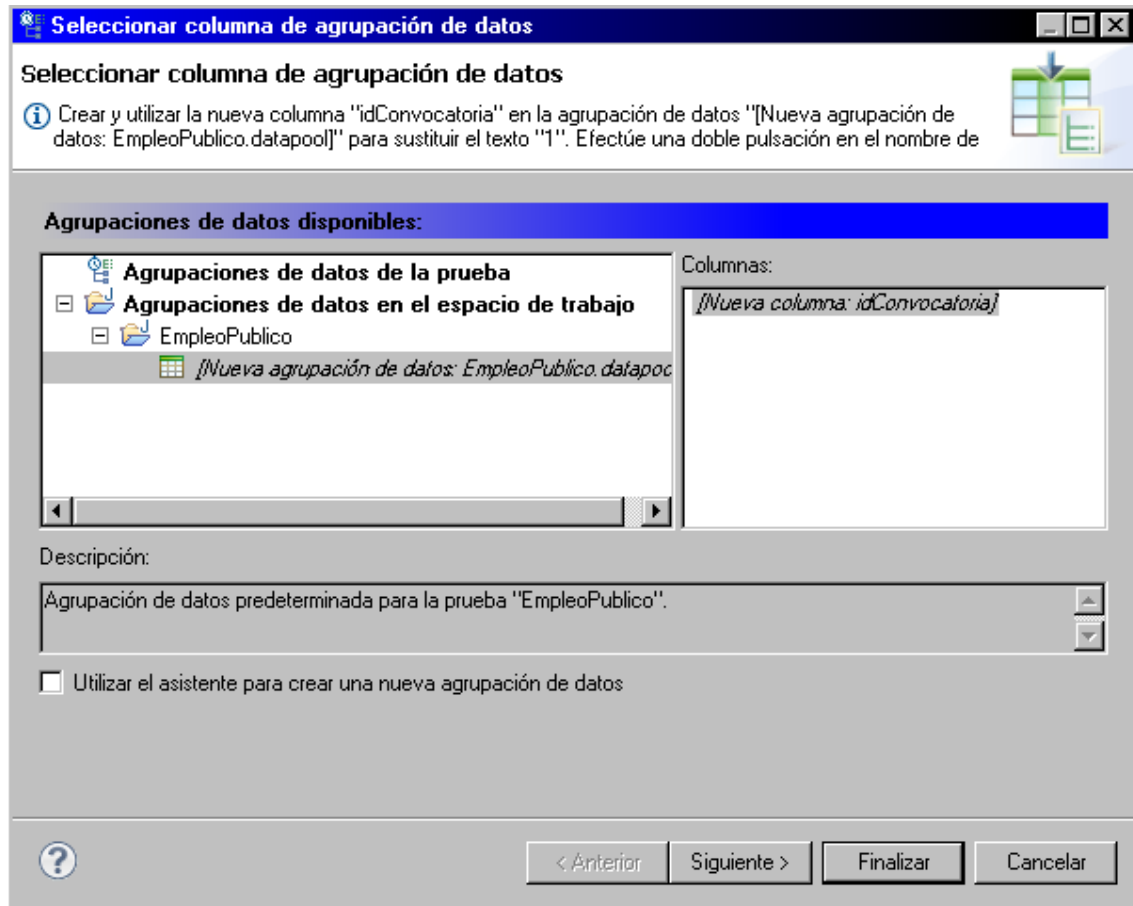 Seleccionar columna de agrupación de datos
Seleccionar columna de agrupación de datos
Crear y utilizar la nueva columna "idConvocatoria" en la agrupación de datos "[Nueva agrupación de
datos: EmpleoPublico.datapool]" para sustituir el texto "1". Efectúe una doble pulsación en el nombre de
Agrupaciones de datos disponibles:
Agrupaciones de datos de la prueba
Agrupaciones de datos en el espacio de trabajo
EmpleoPublico
[Nueva agrupación de datos: EmpleoPublico.datapoc
Columnas:
[Nueva columna: idConvocatoria]
Descripción:
Agrupación de datos predeterminada para la prueba "EmpleoPublico".
Utilizar el asistente para crear una nueva agrupación de datos
? < Anterior Siguiente > Finalizar Cancelar